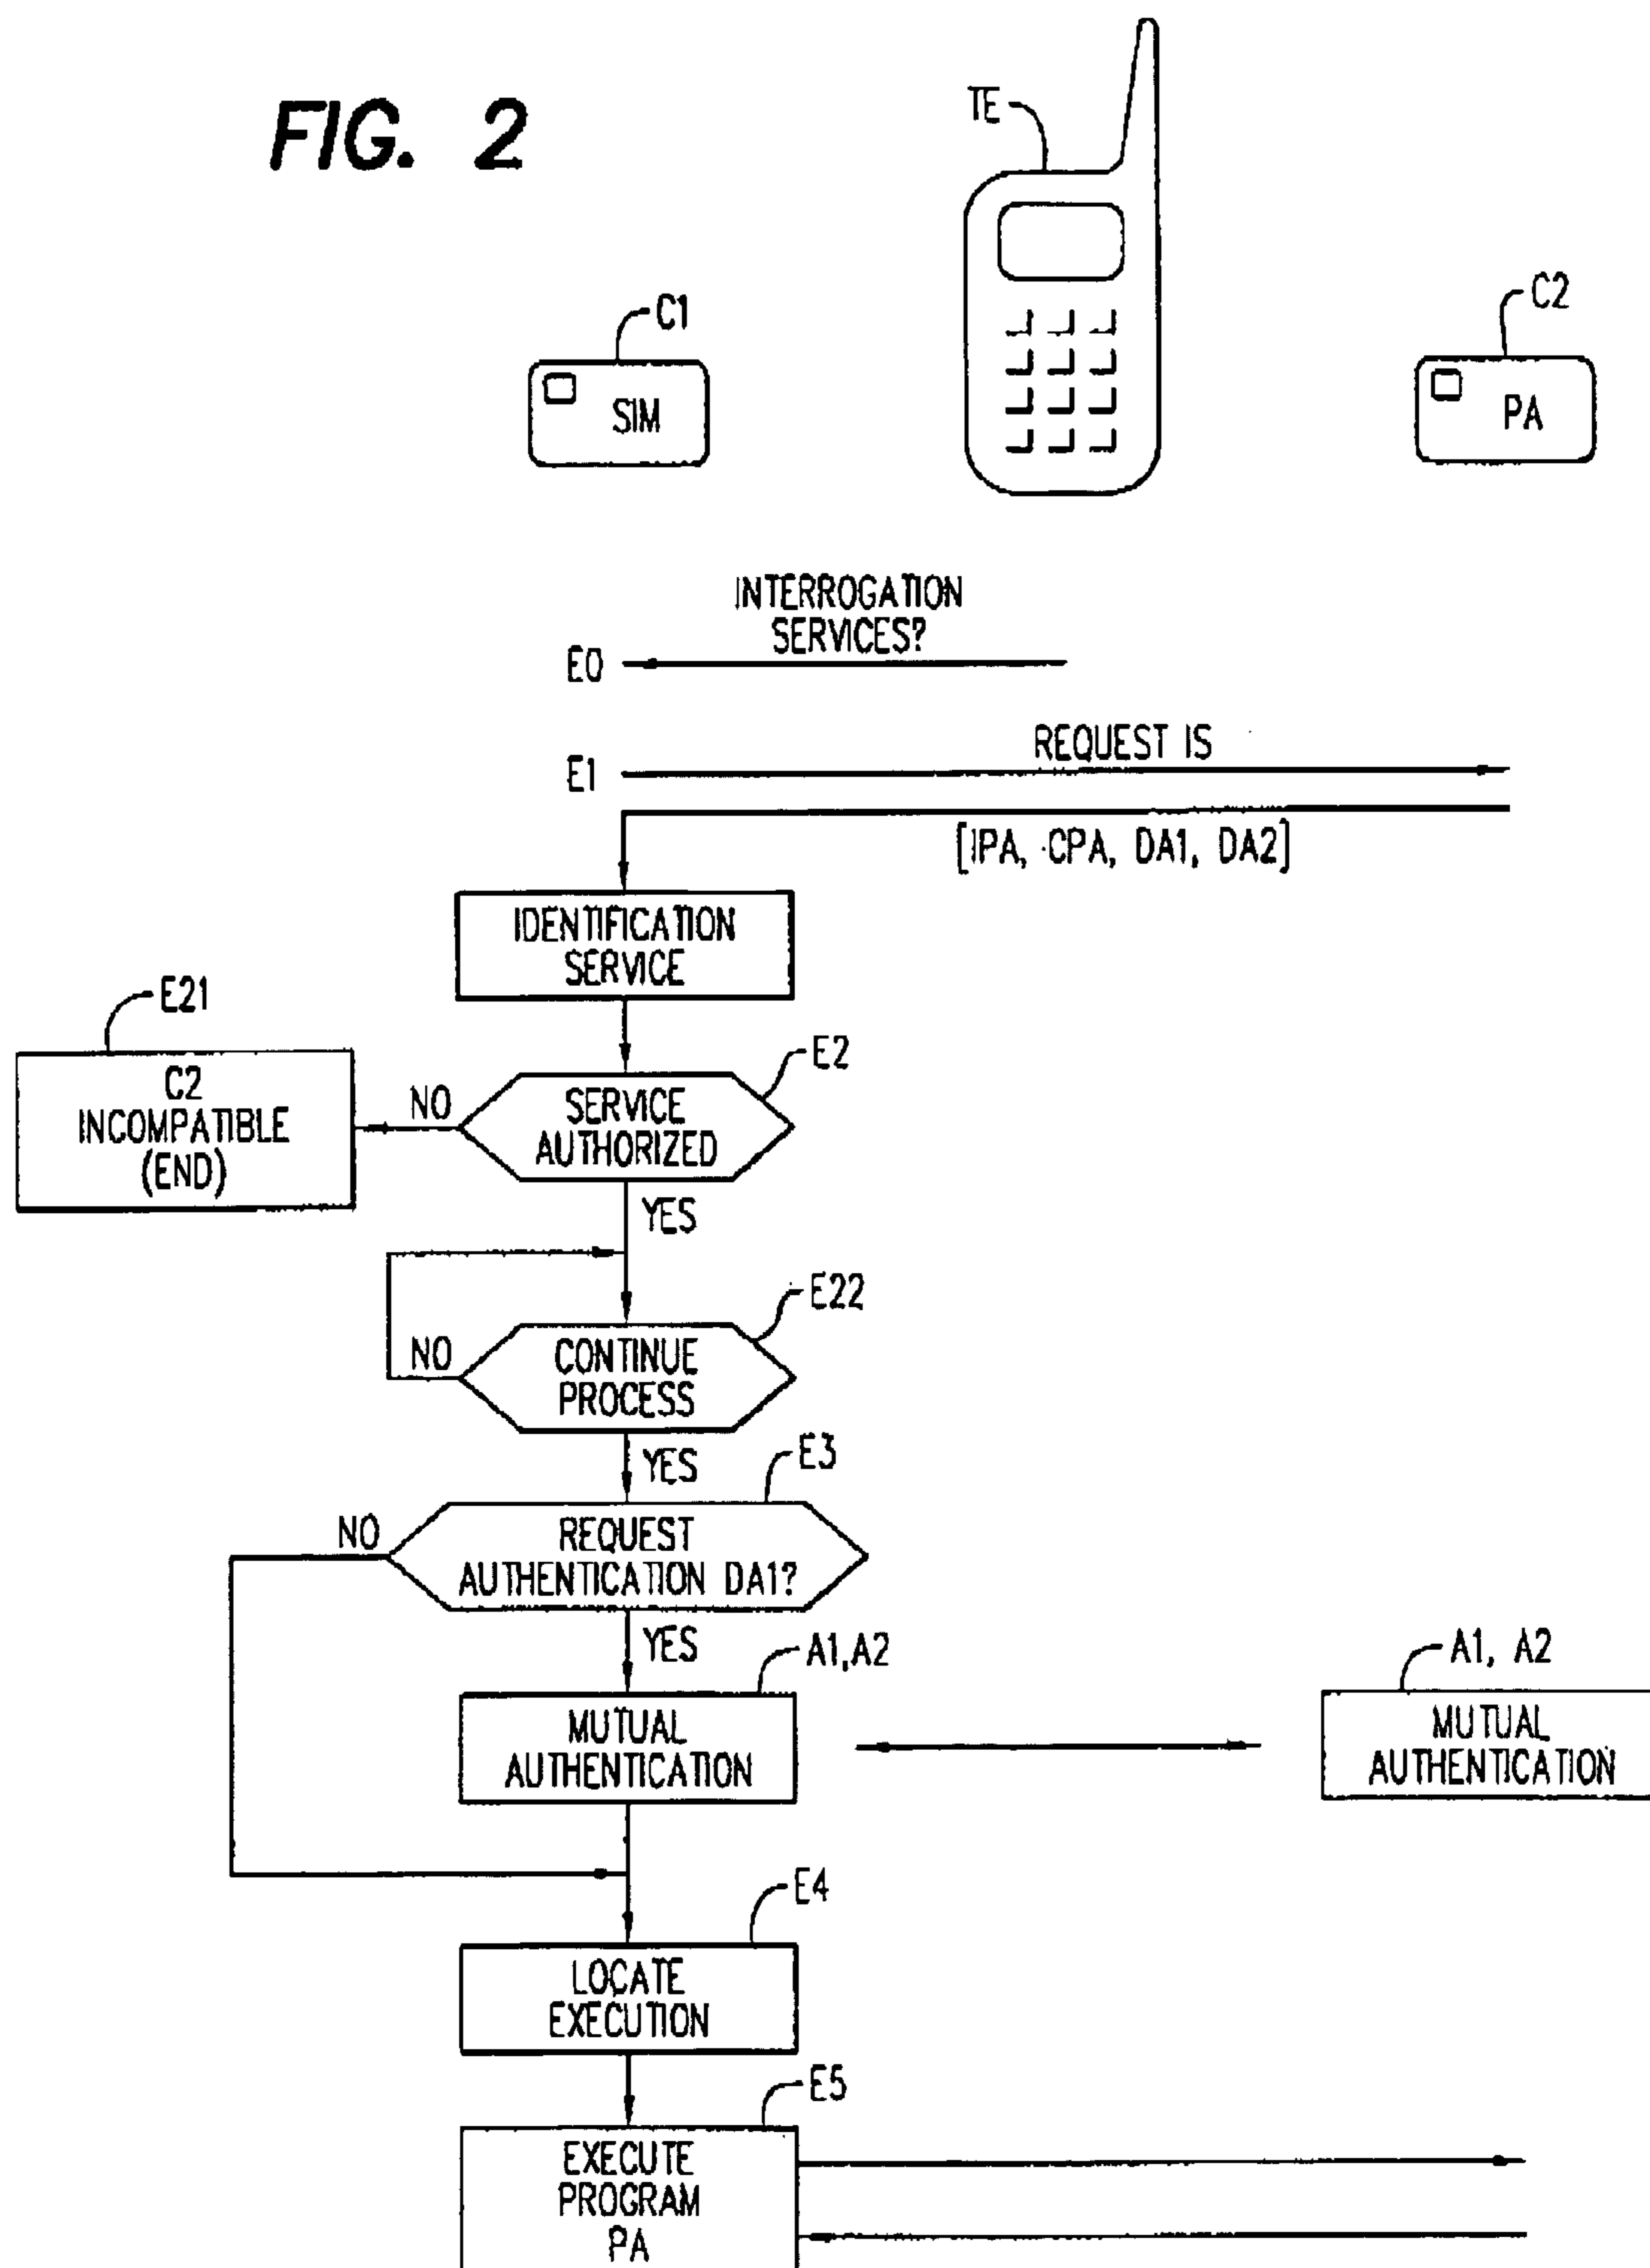 FIG. 2
TE
C1
SIM
C2
PA
INTERROGATION
SERVICES?
E0
REQUEST IS
E1
[IPA, CPA, DA1, DA2]
IDENTIFICATION
SERVICE
E21
C2
INCOMPATIBLE
(END)
NO
E2
SERVICE
AUTHORIZED
YES
E22
NO
CONTINUE
PROCESS
YES
E3
NO
REQUEST
AUTHENTICATION DA1?
YES
A1,A2
MUTUAL
AUTHENTICATION
A1, A2
MUTUAL
AUTHENTICATION
E4
LOCATE
EXECUTION
E5
EXECUTE
PROGRAM
PA